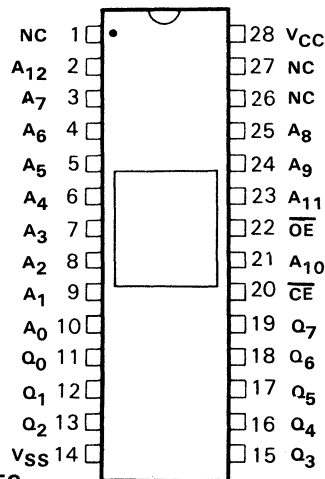 NC 1 28 VCC
A12 2 27 NC
A7 3 26 NC
A6 4 25 A8
A5 5 24 A9
A4 6 23 A11
A3 7 22 O̅E̅
A2 8 21 A10
A1 9 20 C̅E̅
A0 10 19 Q7
Q0 11 18 Q6
Q1 12 17 Q5
Q2 13 16 Q4
VSS 14 15 Q3